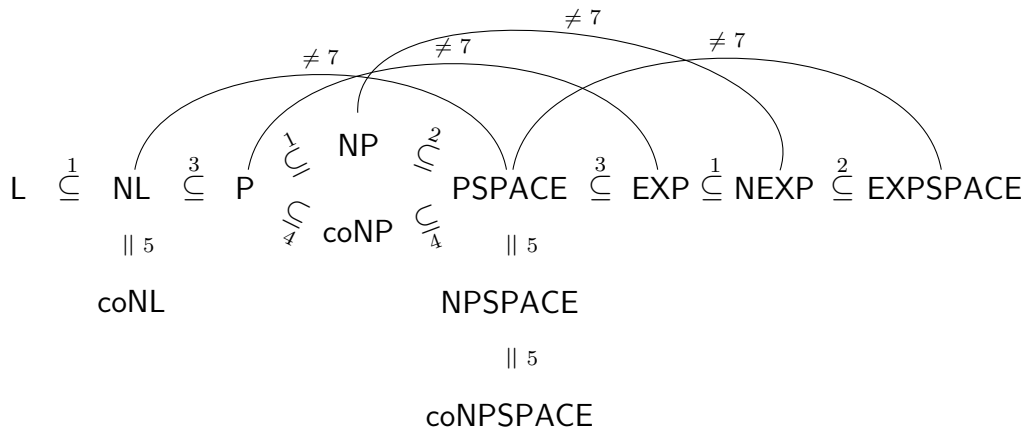 ≠ 7
≠ 7 ≠ 7
≠ 7
1 NP 2
⊆ ⊆
L ⊆1 NL ⊆3 P PSPACE ⊆3 EXP ⊆1 NEXP ⊆2 EXPSPACE
⊆ ⊆
4 coNP 4
|| 5 || 5
coNL NPSPACE
|| 5
coNPSPACE